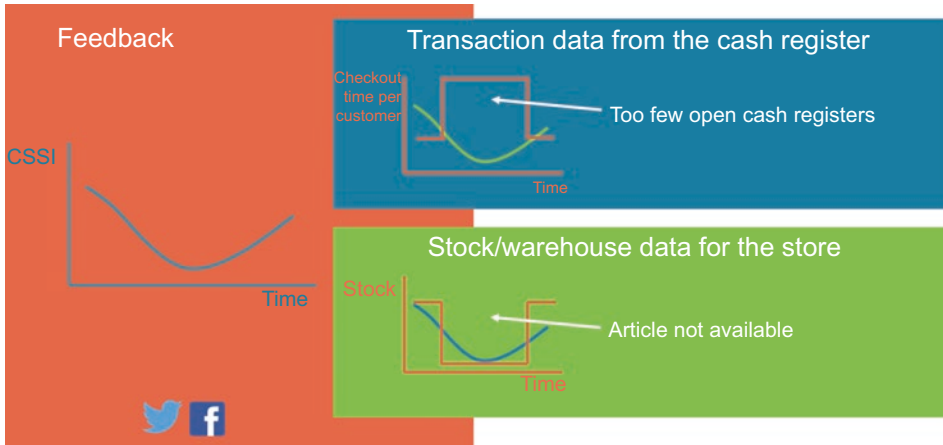 Feedback
CSSI
Time
Transaction data from the cash register
Checkout
time per
customer
Too few open cash registers
Time
Stock/warehouse data for the store
Stock
Article not available
Time